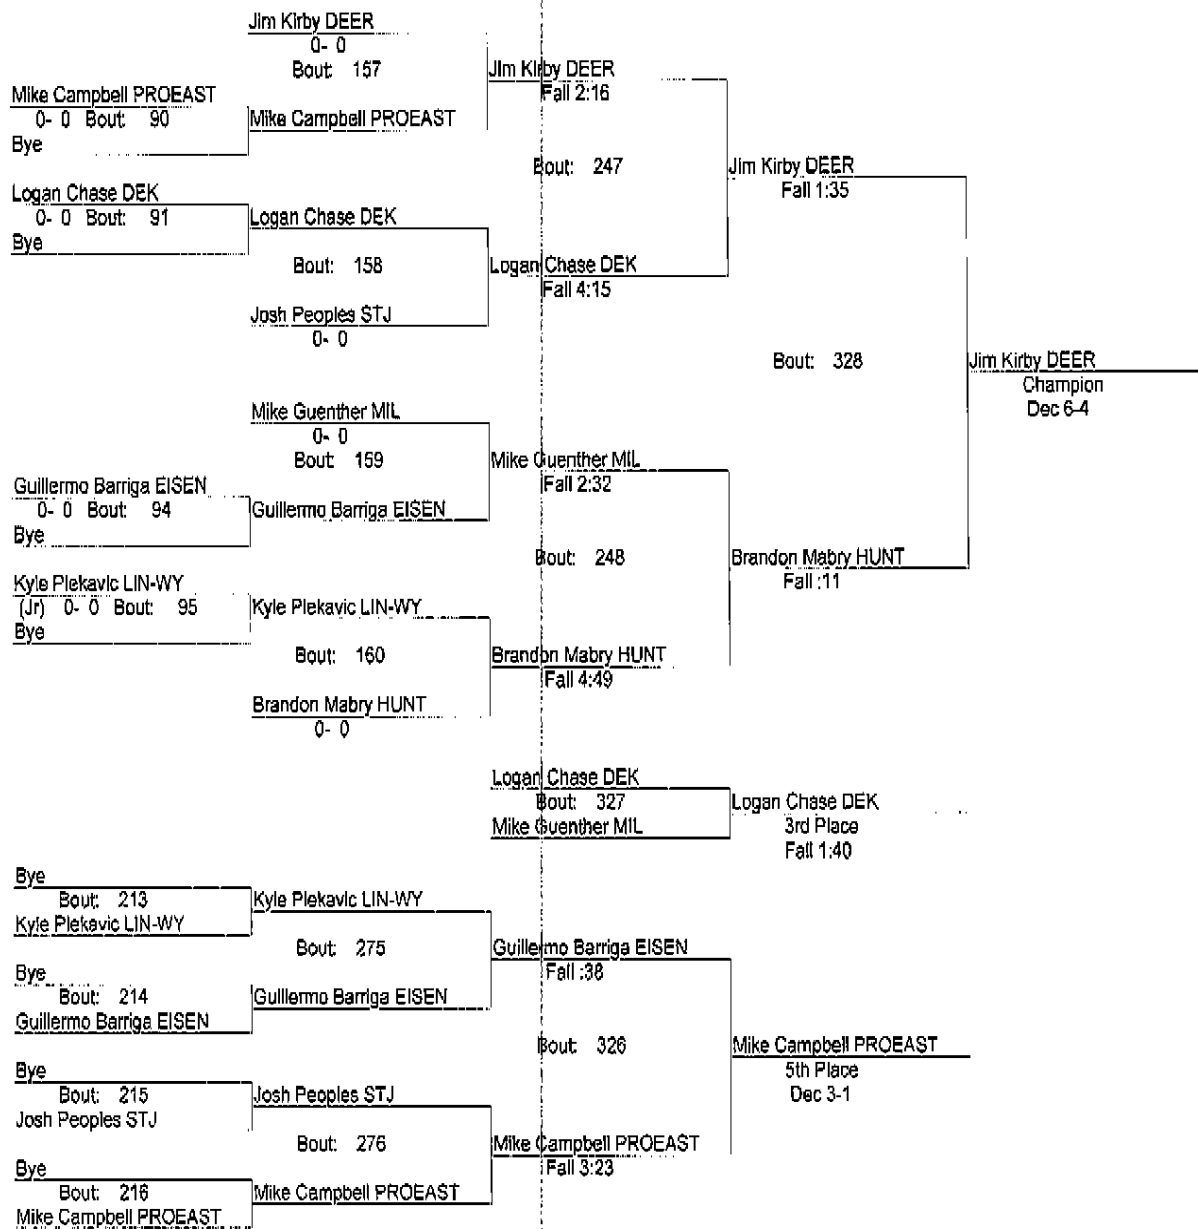 Jim Kirby DEER
0- 0
Bout: 157
Jim Kirby DEER
Fall 2:16
Mike Campbell PROEAST
0- 0 Bout: 90
Mike Campbell PROEAST
Bye
Bout: 247
Jim Kirby DEER
Fall 1:35
Logan Chase DEK
0- 0 Bout: 91
Logan Chase DEK
Bye
Bout: 158
Logan Chase DEK
Fall 4:15
Josh Peoples STJ
0- 0
Bout: 328
Jim Kirby DEER
Champion
Dec 6-4
Mike Guenther MIL
0- 0
Bout: 159
Mike Guenther MIL
Fall 2:32
Guillermo Barriga EISEN
0- 0 Bout: 94
Guillermo Barriga EISEN
Bye
Bout: 248
Brandon Mabry HUNT
Fall :11
Kyle Plekavic LIN-WY
(Jr) 0- 0 Bout: 95
Kyle Plekavic LIN-WY
Bye
Bout: 160
Brandon Mabry HUNT
Fall 4:49
Brandon Mabry HUNT
0- 0
Logan Chase DEK
Bout: 327
Logan Chase DEK
Mike Guenther MIL
3rd Place
Fall 1:40
Bye
Bout: 213
Kyle Plekavic LIN-WY
Kyle Plekavic LIN-WY
Bout: 275
Guillermo Barriga EISEN
Fall :38
Bye
Bout: 214
Guillermo Barriga EISEN
Guillermo Barriga EISEN
Bout: 326
Mike Campbell PROEAST
5th Place
Dec 3-1
Bye
Bout: 215
Josh Peoples STJ
Josh Peoples STJ
Bout: 276
Mike Campbell PROEAST
Fall 3:23
Bye
Bout: 216
Mike Campbell PROEAST
Mike Campbell PROEAST